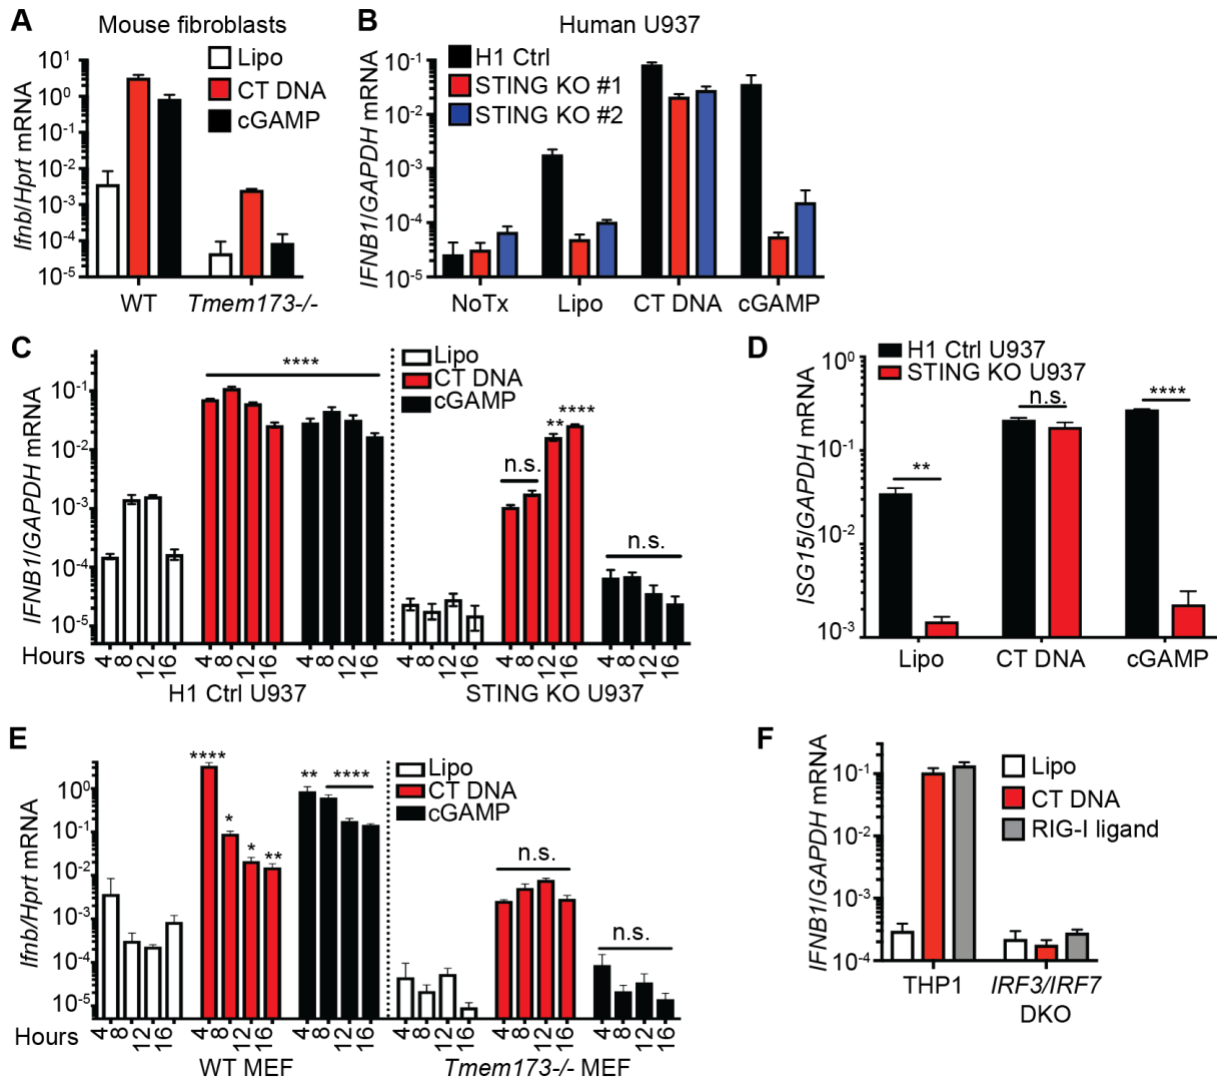 A
Mouse fibroblasts
Ifnb/Hprt mRNA
10¹
10⁰
10⁻¹
10⁻²
10⁻³
10⁻⁴
10⁻⁵
Lipo
CT DNA
cGAMP
WT
Tmem173-/-
B
Human U937
IFNB1/GAPDH mRNA
10⁻¹
10⁻²
10⁻³
10⁻⁴
10⁻⁵
H1 Ctrl
STING KO #1
STING KO #2
NoTx
Lipo
CT DNA
cGAMP
C
IFNB1/GAPDH mRNA
10⁻¹
10⁻²
10⁻³
10⁻⁴
10⁻⁵
****
Lipo
CT DNA
cGAMP
n.s.
**
****
n.s.
Hours
4 8 12 16 4 8 12 16 4 8 12 16 4 8 12 16 4 8 12 16 4 8 12 16
H1 Ctrl U937
STING KO U937
D
ISG15/GAPDH mRNA
10⁰
10⁻¹
10⁻²
10⁻³
H1 Ctrl U937
STING KO U937
**
n.s.
****
Lipo
CT DNA
cGAMP
E
Ifnb/Hprt mRNA
10⁰
10⁻¹
10⁻²
10⁻³
10⁻⁴
10⁻⁵
****
*
*
**
**
****
Lipo
CT DNA
cGAMP
n.s.
n.s.
Hours
4 8 12 16 4 8 12 16 4 8 12 16 4 8 12 16 4 8 12 16 4 8 12 16
WT MEF
Tmem173-/- MEF
F
IFNB1/GAPDH mRNA
10⁻¹
10⁻²
10⁻³
10⁻⁴
Lipo
CT DNA
RIG-I ligand
THP1
IRF3/IRF7
DKO